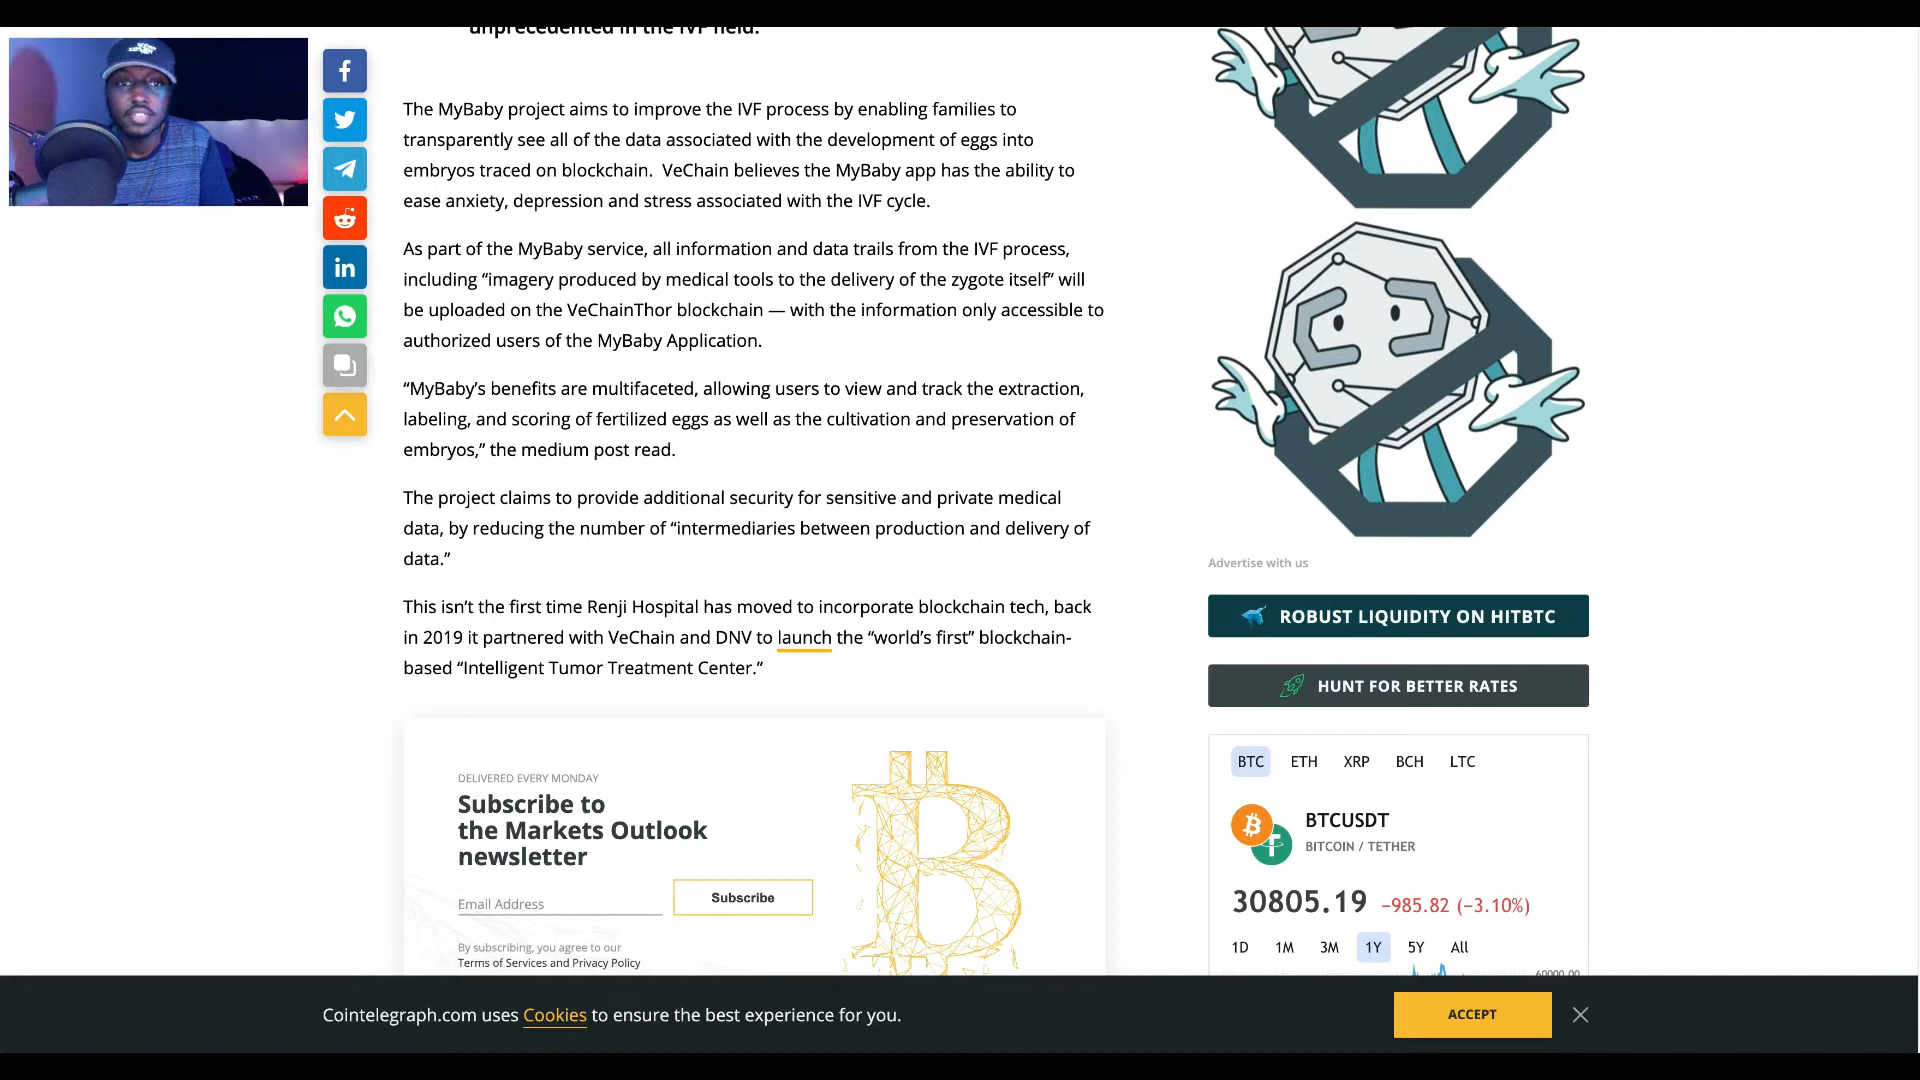 unprecedented in the IVF field.
The MyBaby project aims to improve the IVF process by enabling families to
transparently see all of the data associated with the development of eggs into
embryos traced on blockchain.  VeChain believes the MyBaby app has the ability to
ease anxiety, depression and stress associated with the IVF cycle.
As part of the MyBaby service, all information and data trails from the IVF process,
including “imagery produced by medical tools to the delivery of the zygote itself” will
be uploaded on the VeChainThor blockchain — with the information only accessible to
authorized users of the MyBaby Application.
“MyBaby’s benefits are multifaceted, allowing users to view and track the extraction,
labeling, and scoring of fertilized eggs as well as the cultivation and preservation of
embryos,” the medium post read.
The project claims to provide additional security for sensitive and private medical
data, by reducing the number of “intermediaries between production and delivery of
data.”
This isn’t the first time Renji Hospital has moved to incorporate blockchain tech, back
in 2019 it partnered with VeChain and DNV to launch the “world’s first” blockchain-
based “Intelligent Tumor Treatment Center.”
DELIVERED EVERY MONDAY
Subscribe to
the Markets Outlook
newsletter
Email Address
Subscribe
By subscribing, you agree to our
Terms of Services and Privacy Policy
Advertise with us
ROBUST LIQUIDITY ON HITBTC
HUNT FOR BETTER RATES
BTC ETH XRP BCH LTC
BTCUSDT
BITCOIN / TETHER
30805.19 −985.82 (−3.10%)
1D 1M 3M 1Y 5Y All
60000.00
Cointelegraph.com uses Cookies to ensure the best experience for you.
ACCEPT